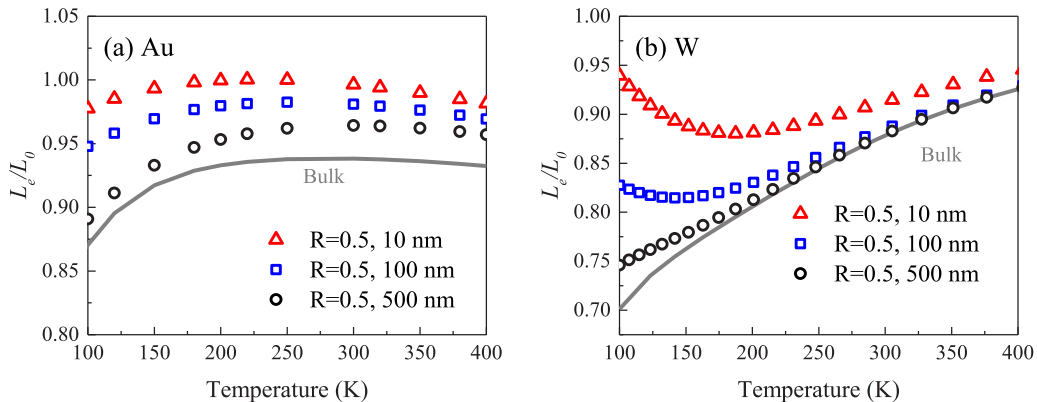 (a) Au
L_e/L_0
1.05
1.00
0.95
0.90
0.85
0.80
Bulk
R=0.5, 10 nm
R=0.5, 100 nm
R=0.5, 500 nm
100 150 200 250 300 350 400
Temperature (K)
(b) W
L_e/L_0
1.00
0.95
0.90
0.85
0.80
0.75
0.70
Bulk
R=0.5, 10 nm
R=0.5, 100 nm
R=0.5, 500 nm
100 150 200 250 300 350 400
Temperature (K)